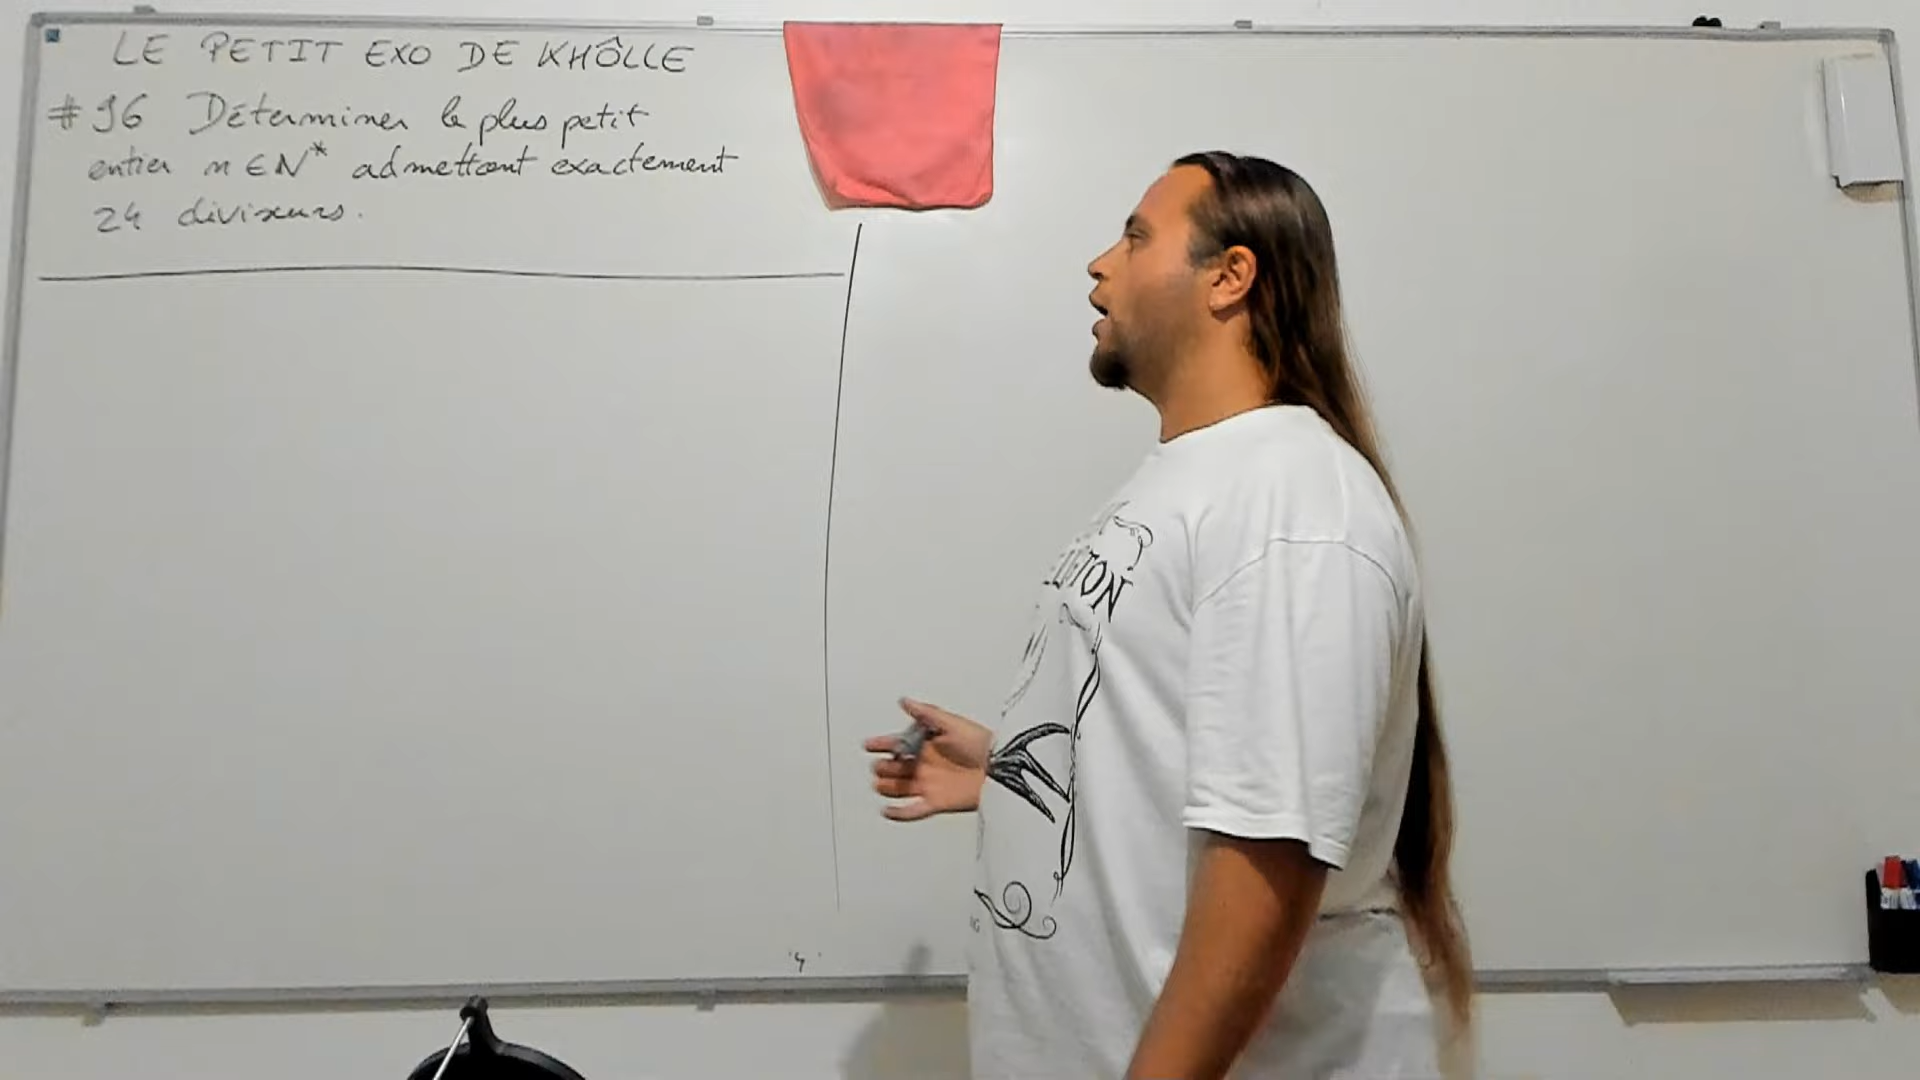 LE PETIT EXO DE KHÔLLE
#96 Déterminer le plus petit
entier n ∈ N* admettant exactement
24 diviseurs.